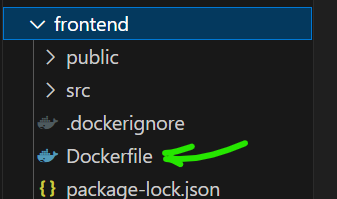 frontend
public
src
.dockerignore
Dockerfile
package-lock.json